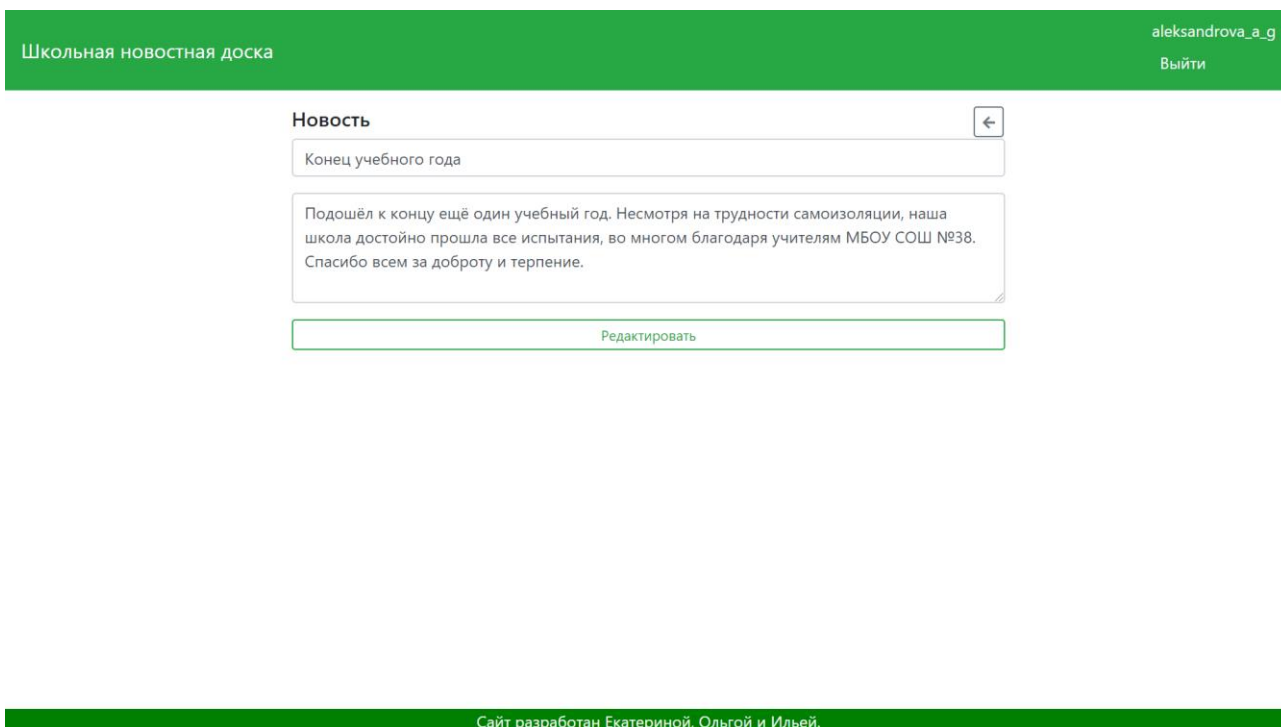 Школьная новостная доска
aleksandrova_a_g
Выйти
Новость
Конец учебного года
Подошёл к концу ещё один учебный год. Несмотря на трудности самоизоляции, наша
школа достойно прошла все испытания, во многом благодаря учителям МБОУ СОШ №38.
Спасибо всем за доброту и терпение.
Редактировать
Сайт разработан Екатериной, Ольгой и Ильей.